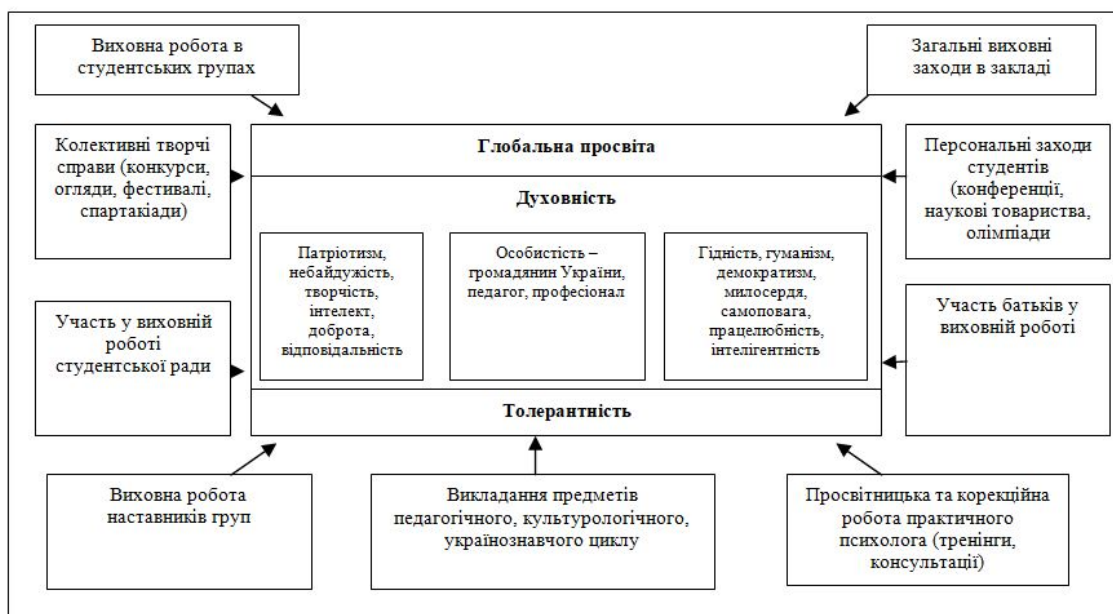 Виховна робота в
студентських групах
Загальні виховні
заходи в закладі
Колективні творчі
справи (конкурси,
огляди, фестивалі,
спартакіади)
Глобальна просвіта
Персональні заходи
студентів
(конференції,
наукові товариства,
олімпіади
Духовність
Патріотизм,
небайдужість,
творчість,
інтелект,
доброта,
відповідальність
Особистість –
громадянин України,
педагог, професіонал
Гідність, гуманізм,
демократизм,
милосердя,
самоповага,
працелюбність,
інтелігентність
Участь у виховній
роботі
студентської ради
Участь батьків у
виховній роботі
Толерантність
Виховна робота
наставників груп
Викладання предметів
педагогічного, культурологічного,
українознавчого циклу
Просвітницька та корекційна
робота практичного
психолога (тренінги,
консультації)